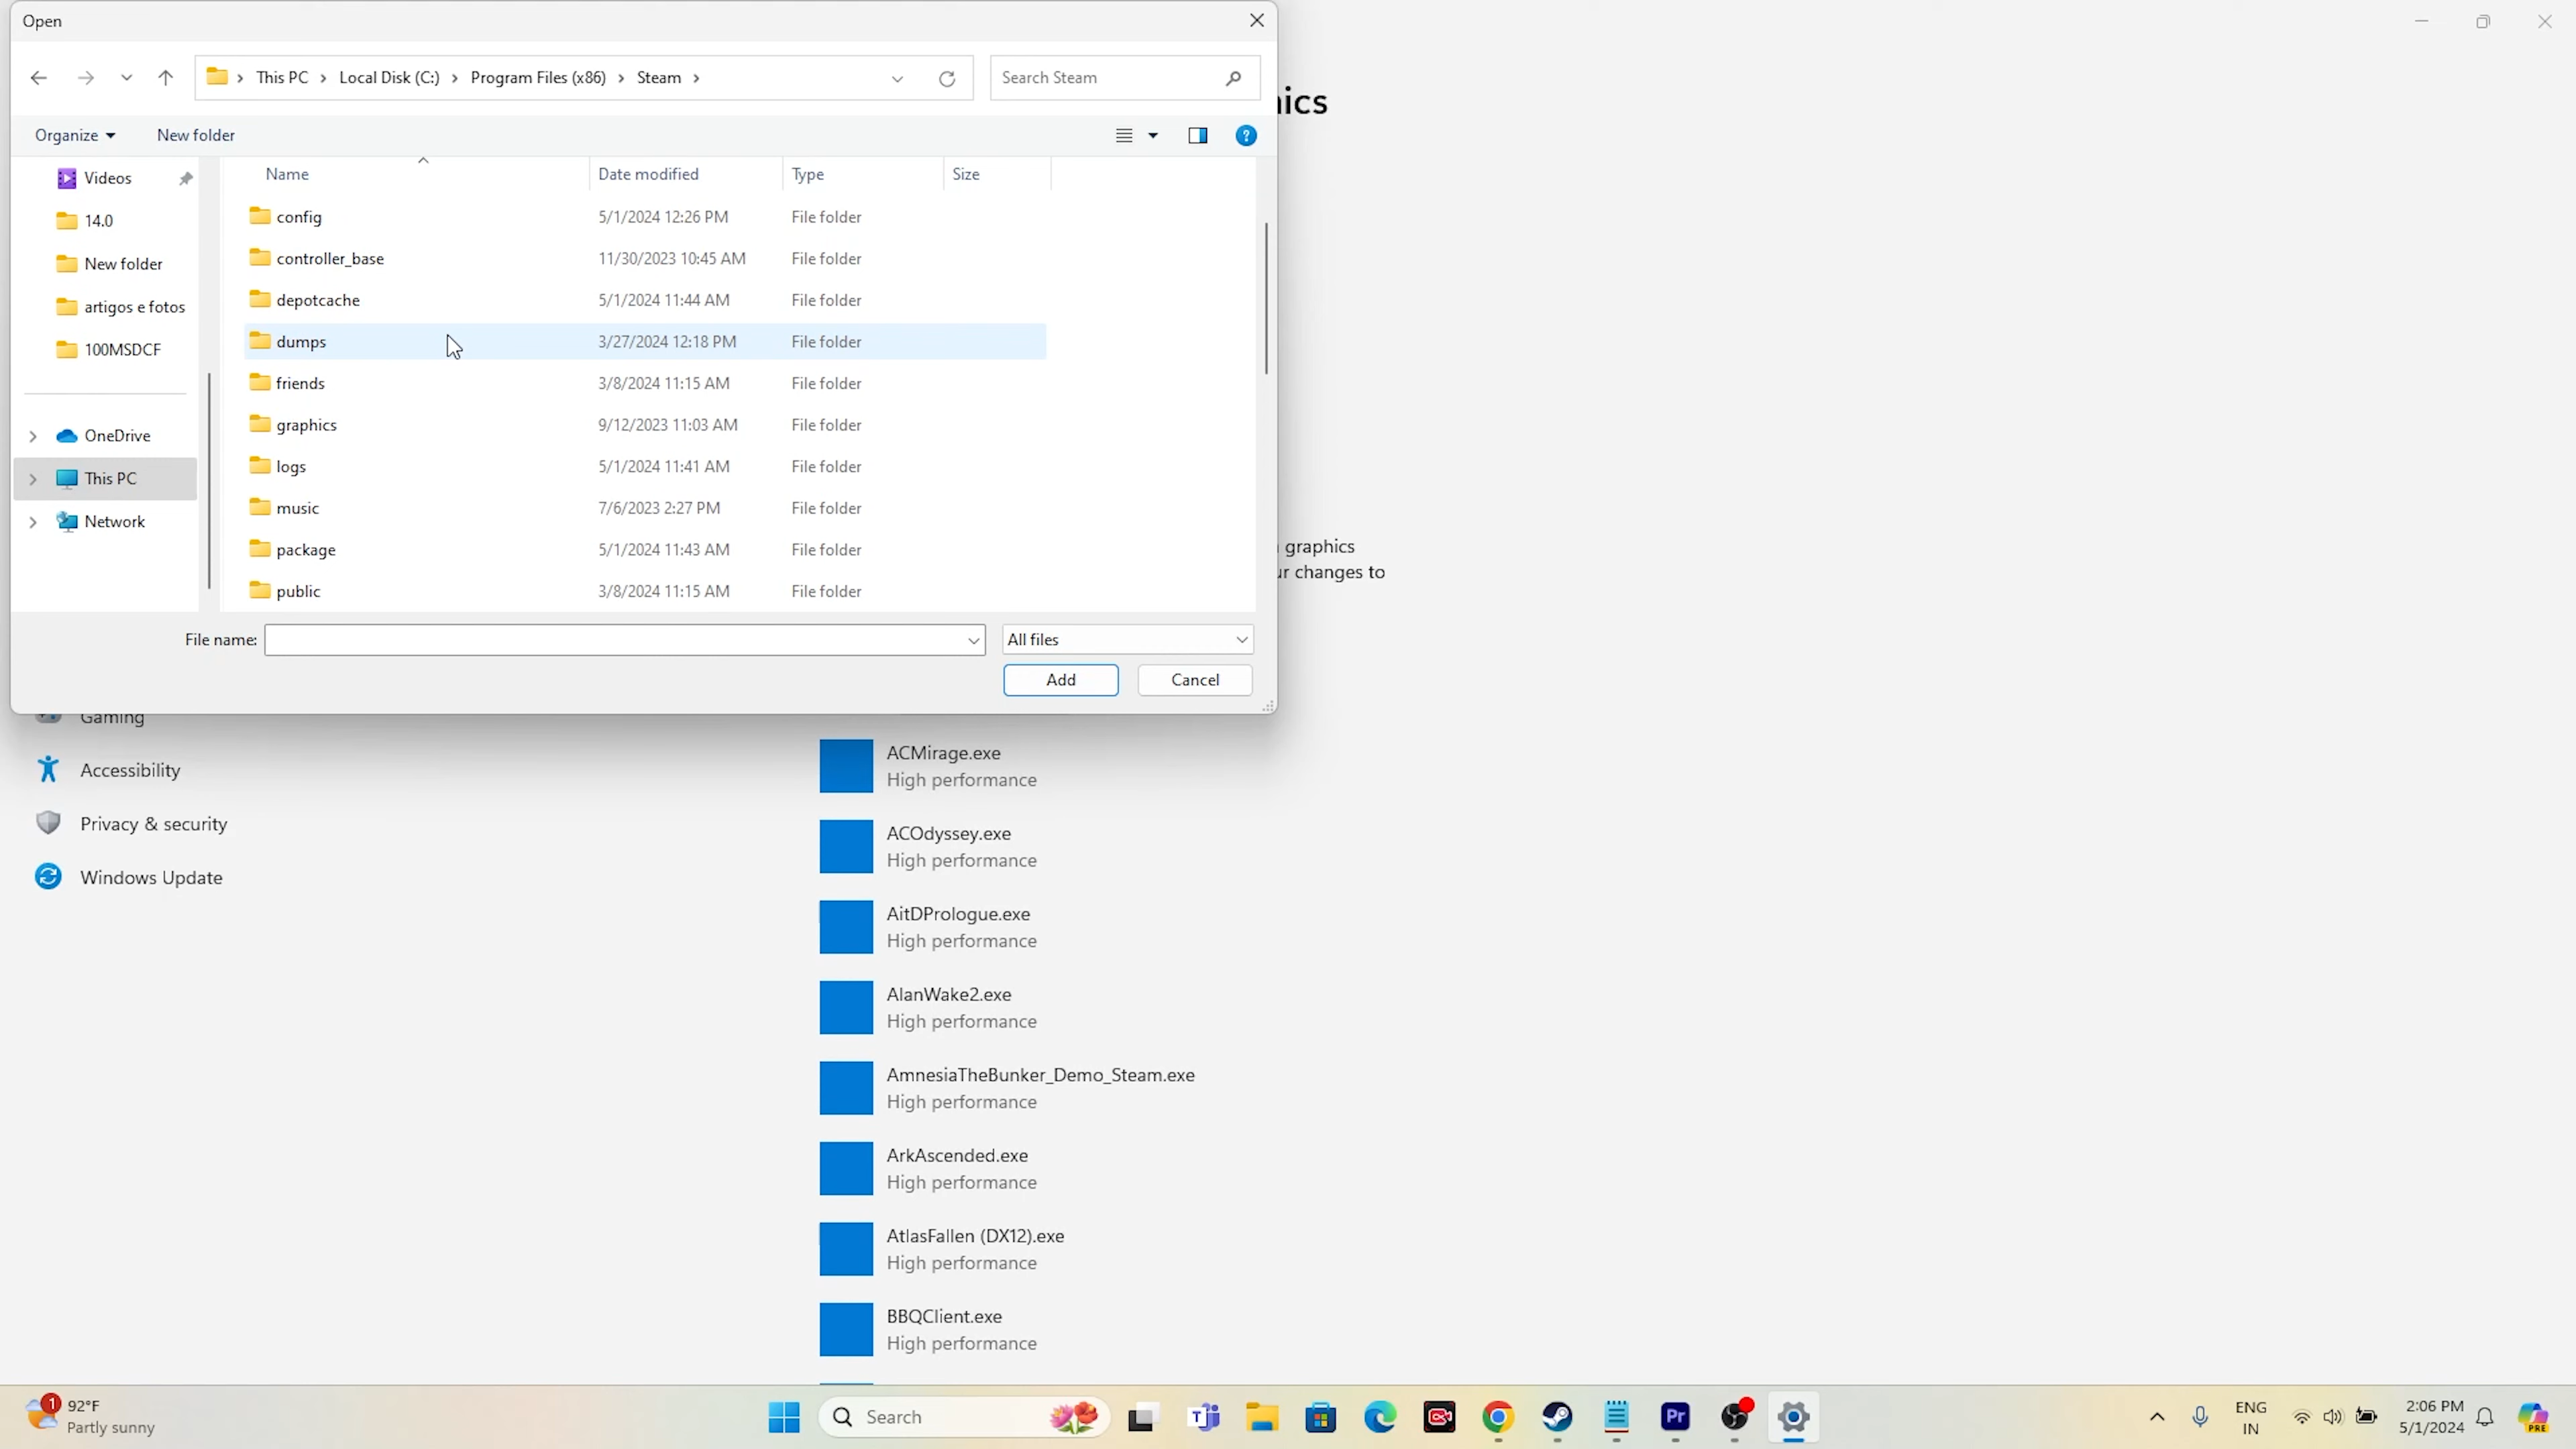 Open
This PC > Local Disk (C:) > Program Files (x86) > Steam >
Search Steam
Organize
New folder
Name
Date modified
Type
Size
Videos
14.0
New folder
artigos e fotos
100MSDCF
OneDrive
This PC
Network
config 5/1/2024 12:26 PM File folder
controller_base 11/30/2023 10:45 AM File folder
depotcache 5/1/2024 11:44 AM File folder
dumps 3/27/2024 12:18 PM File folder
friends 3/8/2024 11:15 AM File folder
graphics 9/12/2023 11:03 AM File folder
logs 5/1/2024 11:41 AM File folder
music 7/6/2023 2:27 PM File folder
package 5/1/2024 11:43 AM File folder
public 3/8/2024 11:15 AM File folder
File name:
All files
Add
Cancel
graphics
changes to
Gaming
Accessibility
Privacy & security
Windows Update
ACMirage.exe
High performance
ACOdyssey.exe
High performance
AitDPrologue.exe
High performance
AlanWake2.exe
High performance
AmnesiaTheBunker_Demo_Steam.exe
High performance
ArkAscended.exe
High performance
AtlasFallen (DX12).exe
High performance
BBQClient.exe
High performance
1
92°F
Partly sunny
Search
Pr
ENG
IN
2:06 PM
5/1/2024
PRE